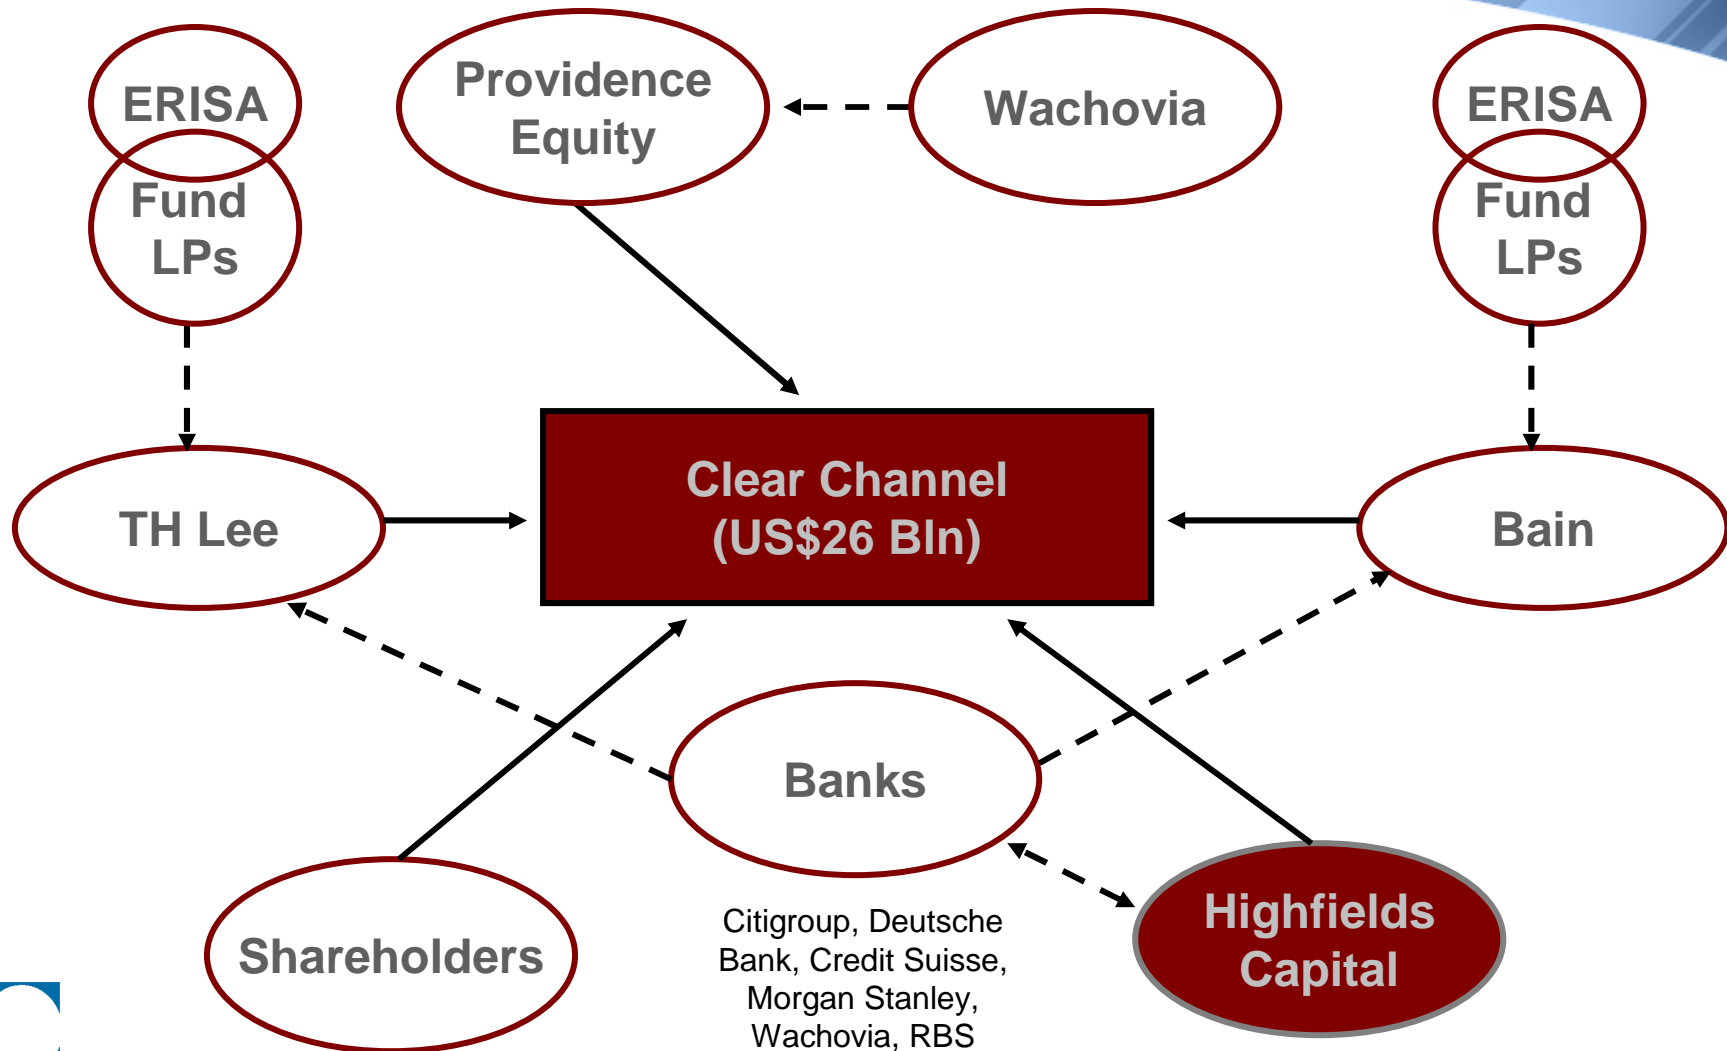 ERISA
Fund
LPs
Providence
Equity
Wachovia
ERISA
Fund
LPs
TH Lee
Clear Channel
(US$26 Bln)
Bain
Banks
Shareholders
Citigroup, Deutsche
Bank, Credit Suisse,
Morgan Stanley,
Wachovia, RBS
Highfields
Capital